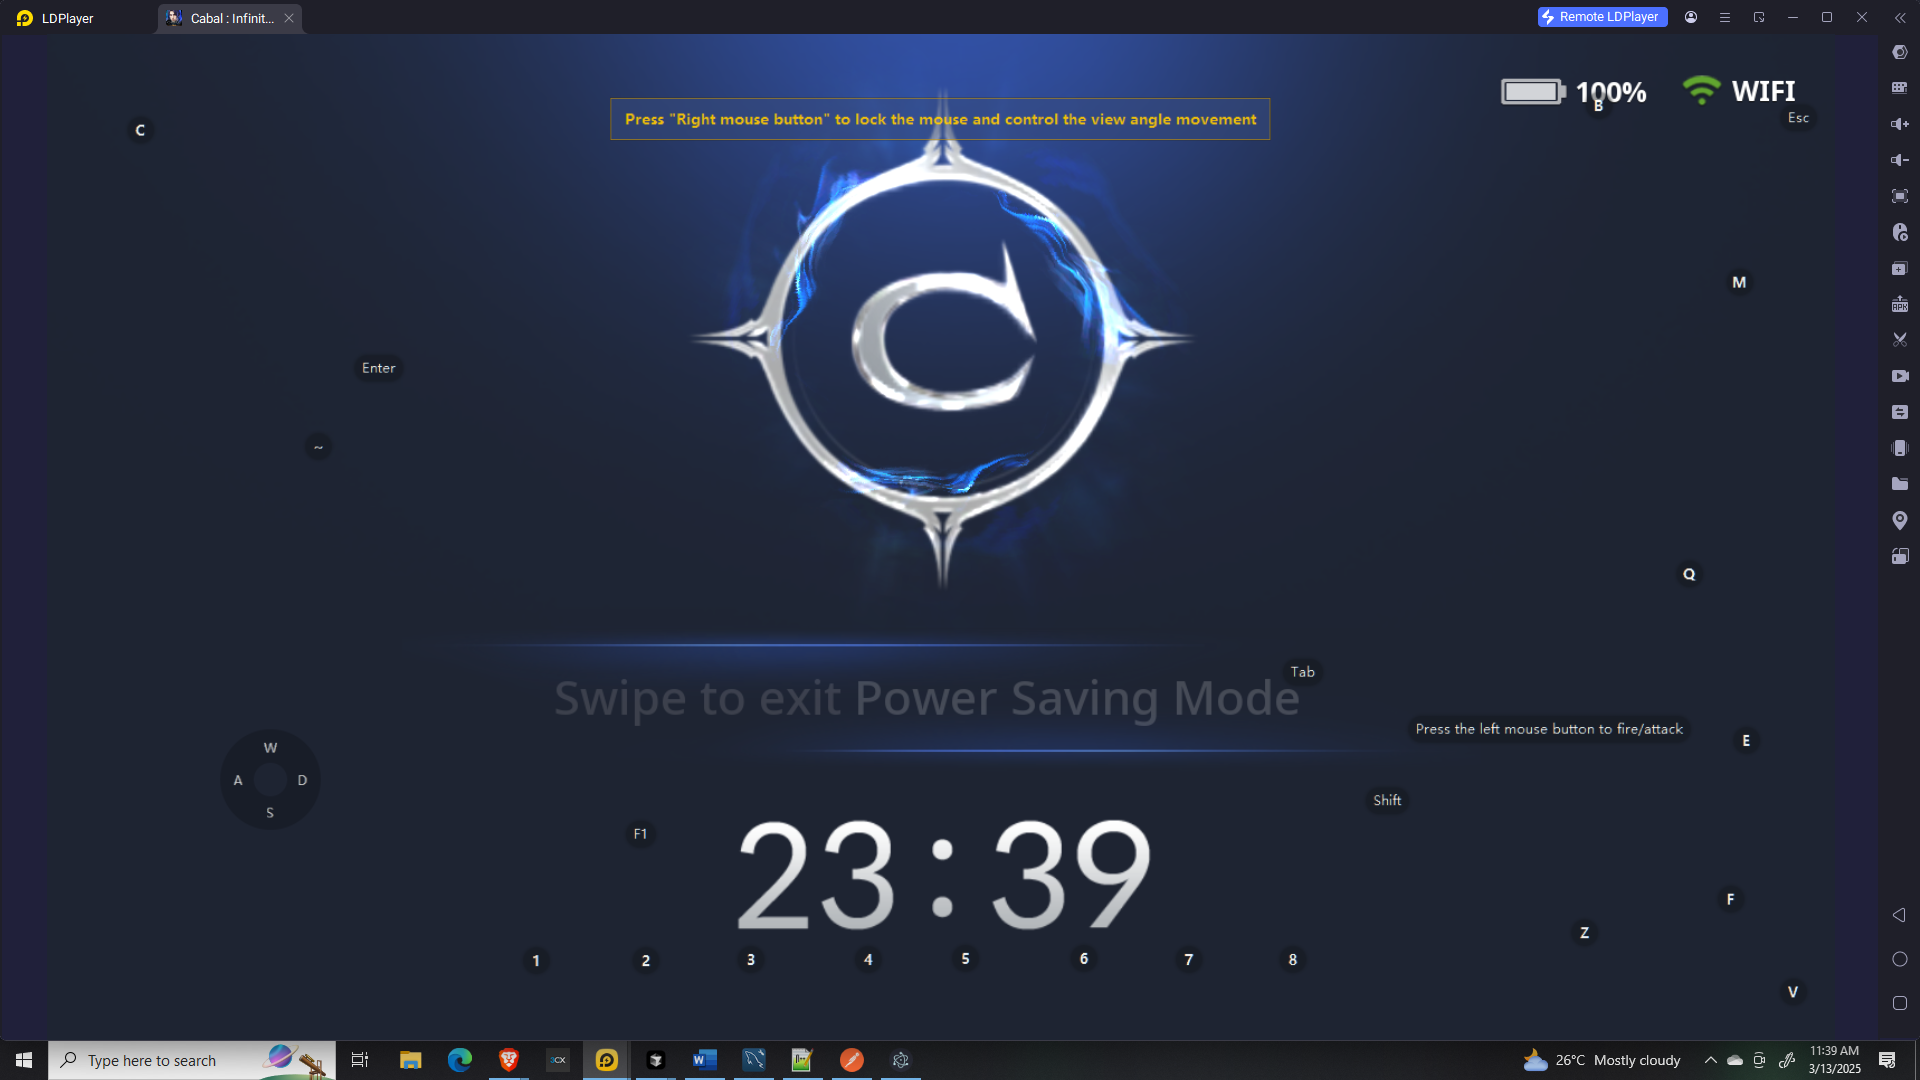 LDPlayer
Cabal : Infinit...
Remote LDPlayer
100%
WIFI
Press "Right mouse button" to lock the mouse and control the view angle movement
B
Esc
C
C
M
Enter
~
Q
Tab
Swipe to exit Power Saving Mode
Press the left mouse button to fire/attack
E
W
A
D
S
Shift
F1
23:39
F
Z
1
2
3
4
5
6
7
8
V
APK
Type here to search
3CX
W
26°C Mostly cloudy
11:39 AM
3/13/2025